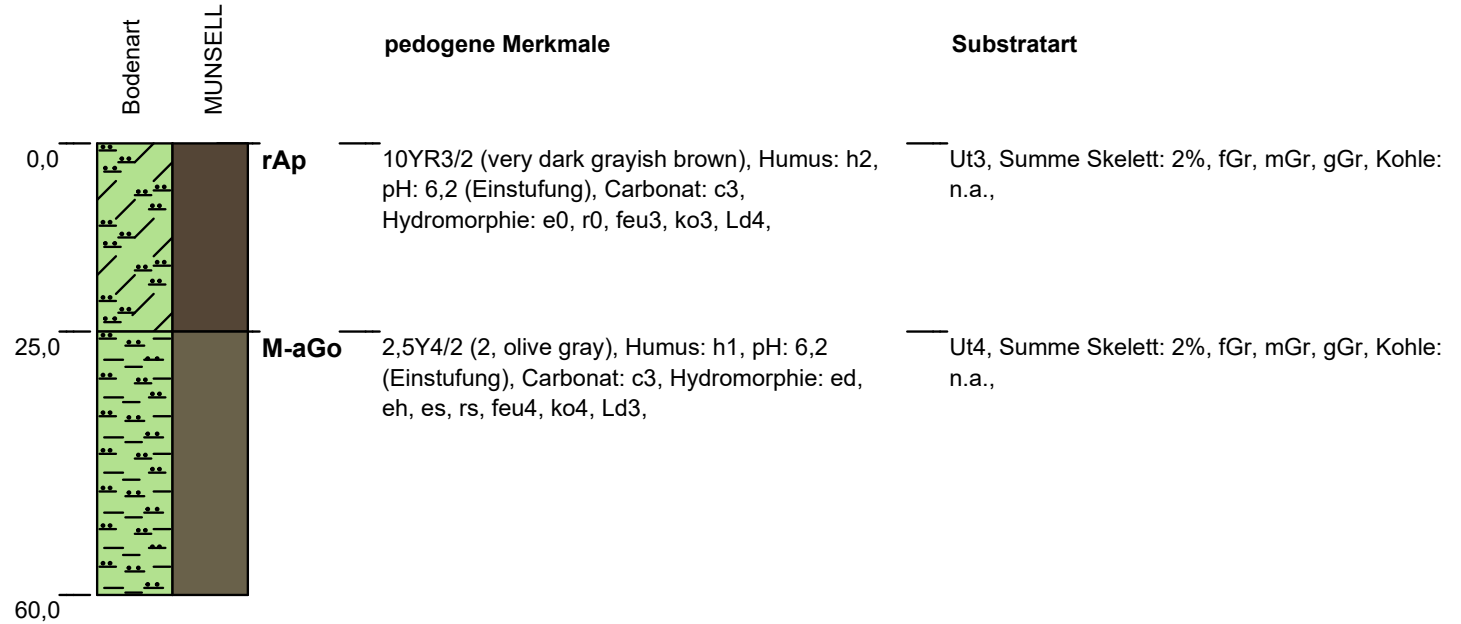 Bodenart
MUNSELL
pedogene Merkmale
Substratart
0,0
rAp
10YR3/2 (very dark grayish brown), Humus: h2,
pH: 6,2 (Einstufung), Carbonat: c3,
Hydromorphie: e0, r0, feu3, ko3, Ld4,
Ut3, Summe Skelett: 2%, fGr, mGr, gGr, Kohle:
n.a.,
25,0
M-aGo
2,5Y4/2 (2, olive gray), Humus: h1, pH: 6,2
(Einstufung), Carbonat: c3, Hydromorphie: ed,
eh, es, rs, feu4, ko4, Ld3,
Ut4, Summe Skelett: 2%, fGr, mGr, gGr, Kohle:
n.a.,
60,0